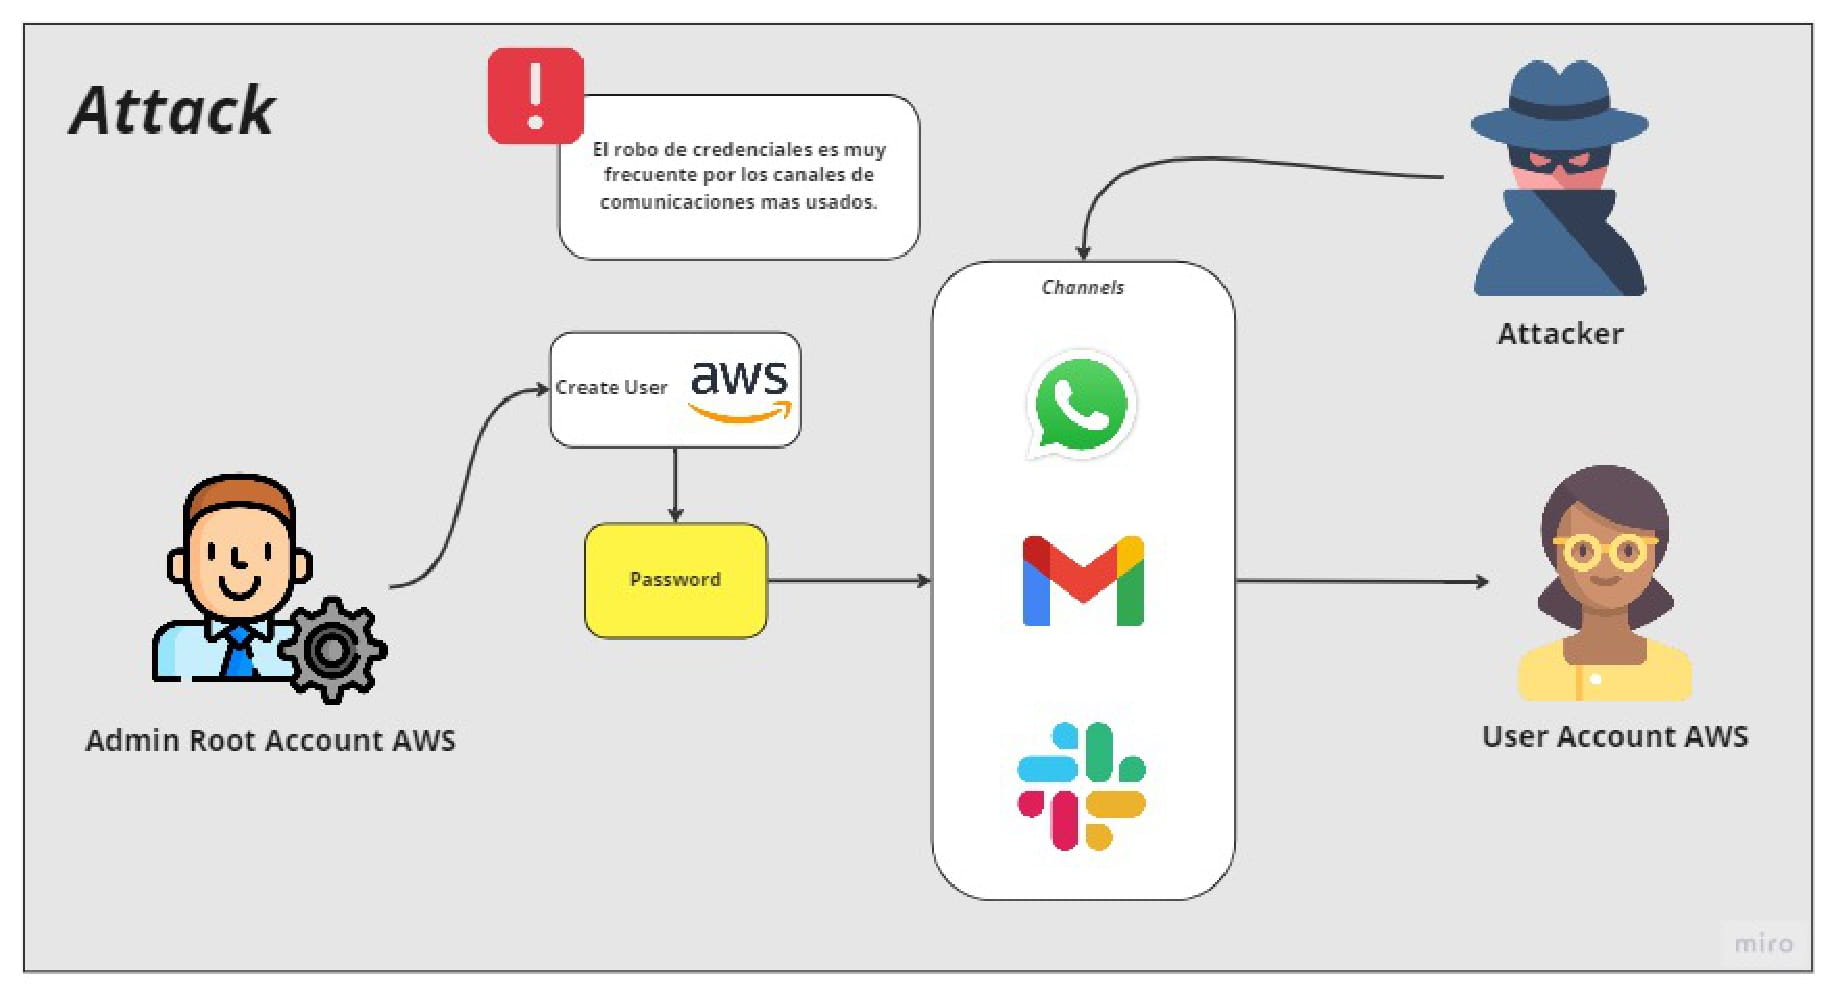 Attack
El robo de credenciales es muy
frecuente por los canales de
comunicaciones mas usados.
Channels
Attacker
Create User
aws
Password
Admin Root Account AWS
User Account AWS
miro